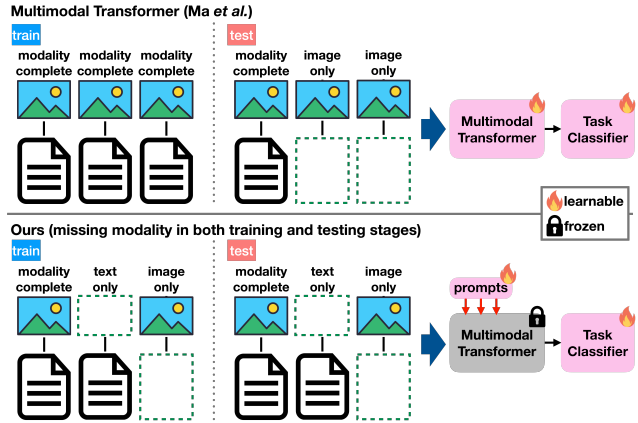 Multimodal Transformer (Ma et al.)
train
test
modality complete
modality complete
modality complete
modality complete
image only
image only
Multimodal Transformer
Task Classifier
learnable
frozen
Ours (missing modality in both training and testing stages)
train
test
modality complete
text only
image only
modality complete
text only
image only
prompts
Multimodal Transformer
Task Classifier